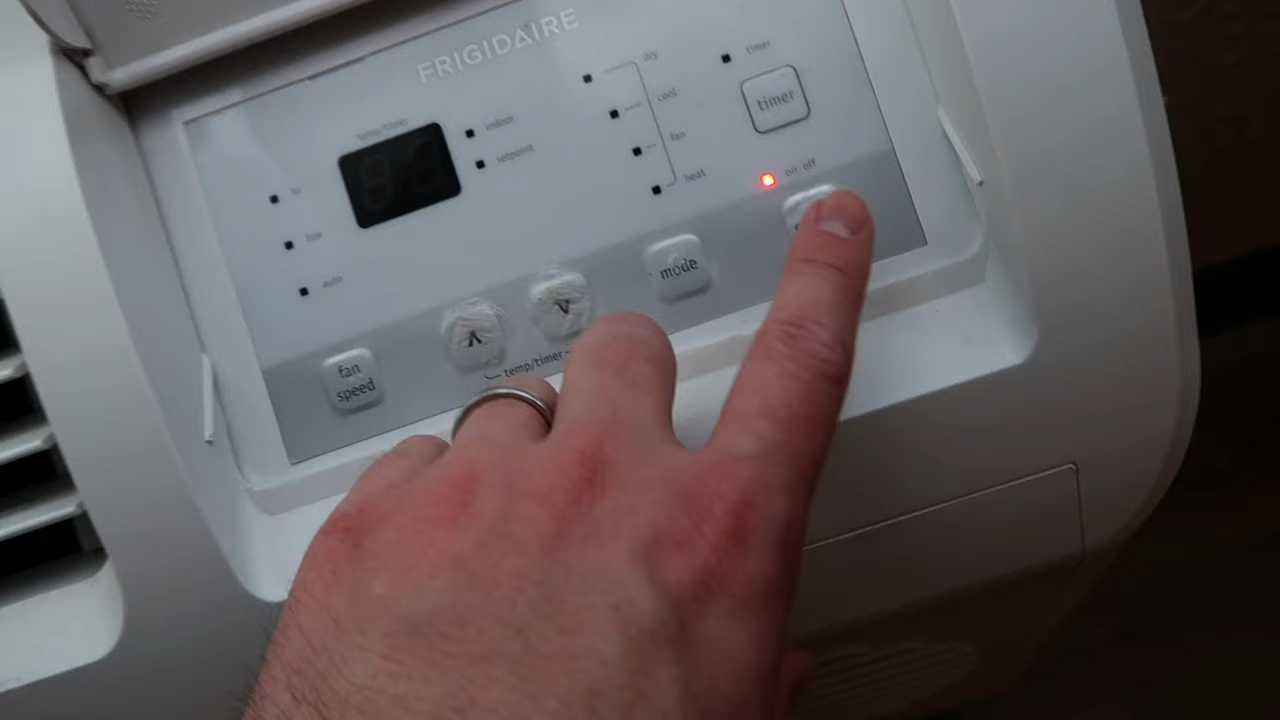 FRIGIDAIRE
temp/timer
indoor
setpoint
hi
low
auto
dry
cool
fan
heat
timer
timer
on·off
fan
speed
∧
∨
temp/timer
mode